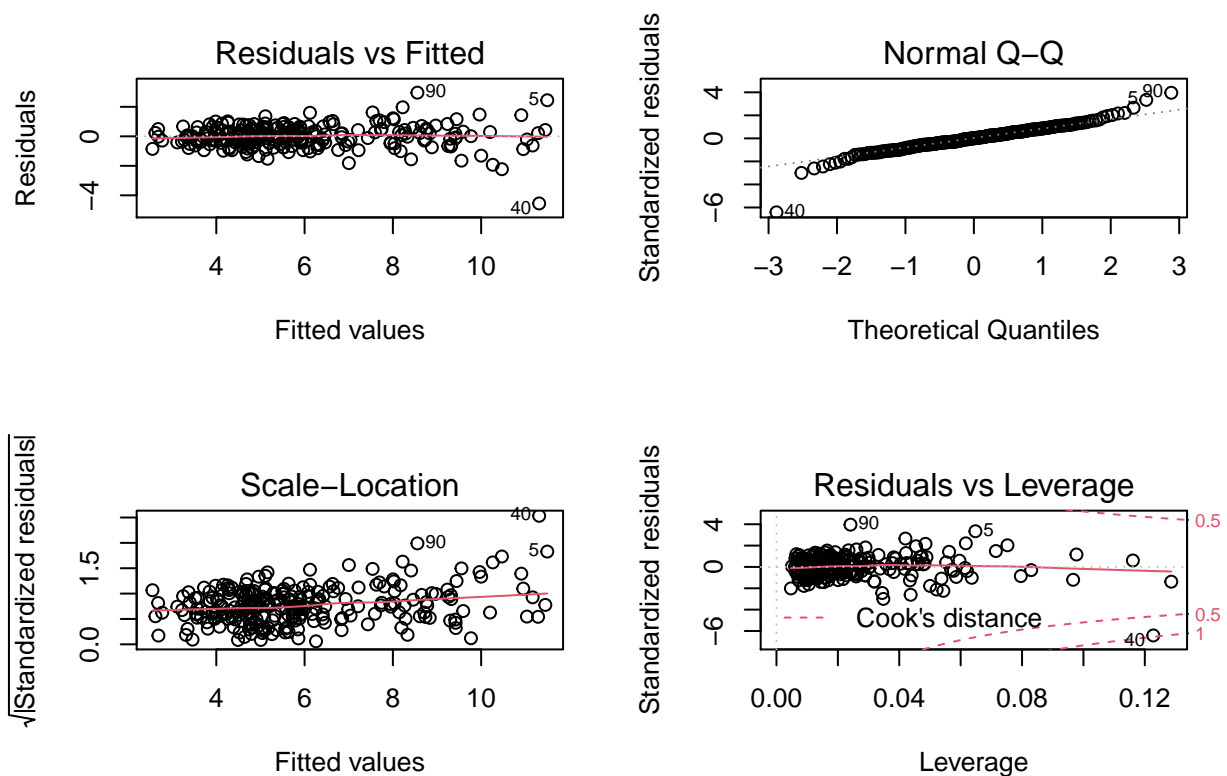 Residuals vs Fitted
Residuals
0
−4
90
5
40
4 6 8 10
Fitted values
Normal Q−Q
Standardized residuals
4
0
−6
5 90
40
−3 −2 −1 0 1 2 3
Theoretical Quantiles
Scale−Location
√|Standardized residuals|
1.5
0.0
40
90
5
4 6 8 10
Fitted values
Residuals vs Leverage
Standardized residuals
4
0
−6
90
5
40
Cook's distance
0.5
0.5
1
0.00 0.04 0.08 0.12
Leverage